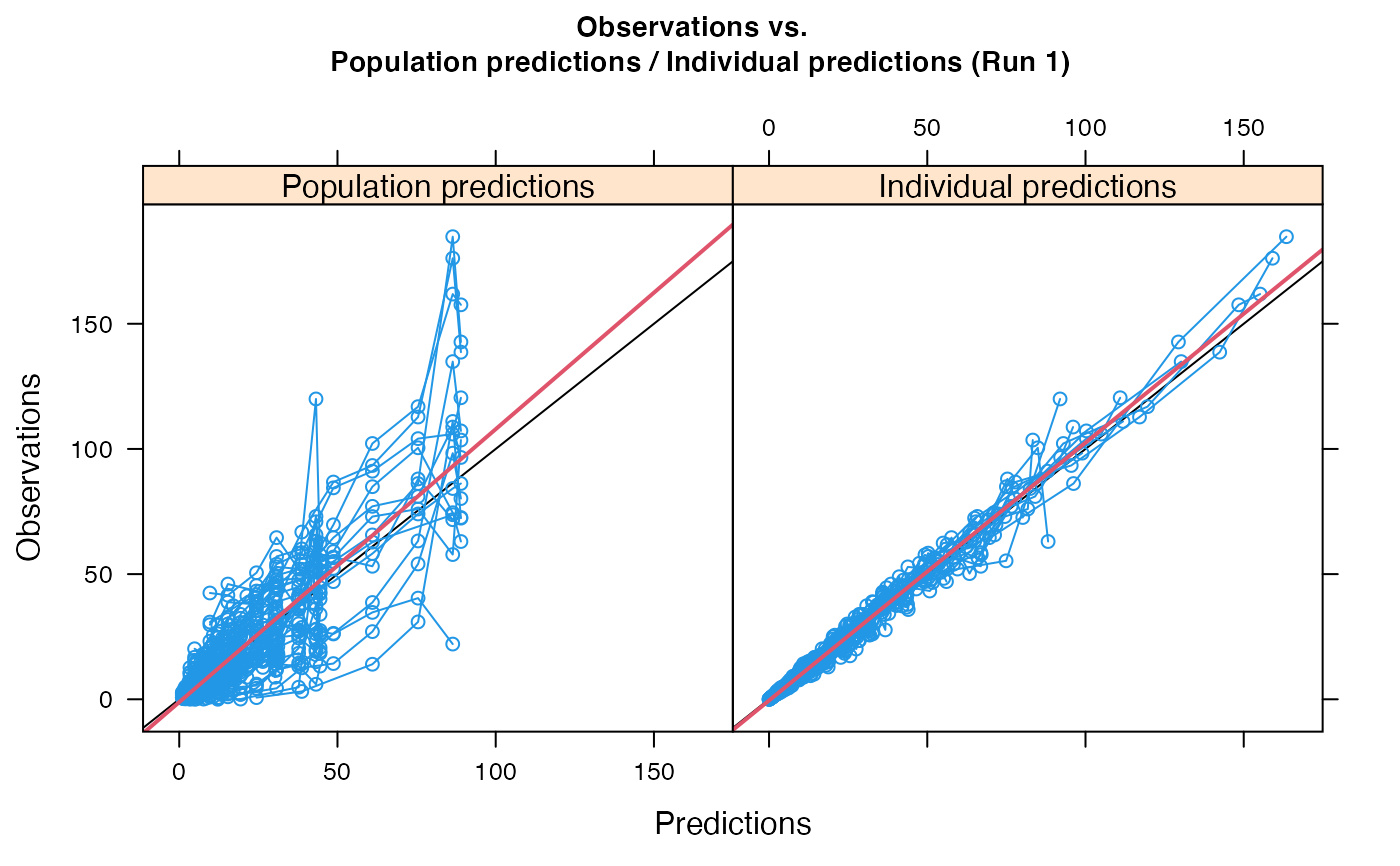 Observations vs.
Population predictions / Individual predictions (Run 1)
0 50 100 150
Population predictions
Individual predictions
Observations
150
100
50
0
0 50 100 150
Predictions